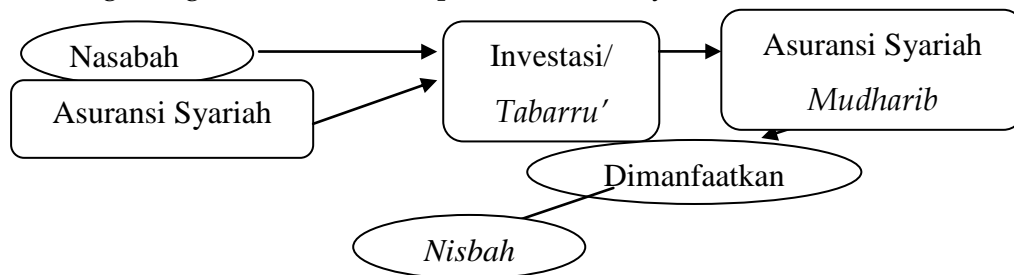 Nasabah
Asuransi Syariah
Investasi/
Tabarru’
Asuransi Syariah
Mudharib
Dimanfaatkan
Nisbah